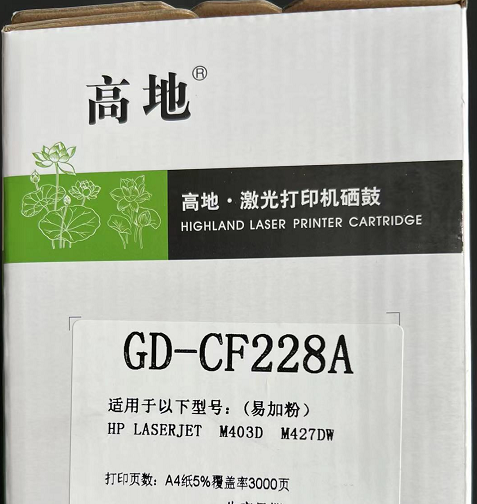 高地®
高地·激光打印机硒鼓
HIGHLAND LASER PRINTER CARTRIDGE
GD-CF228A
适用于以下型号：(易加粉）
HP LASERJET M403D M427DW
打印页数：A4纸5%覆盖率3000页